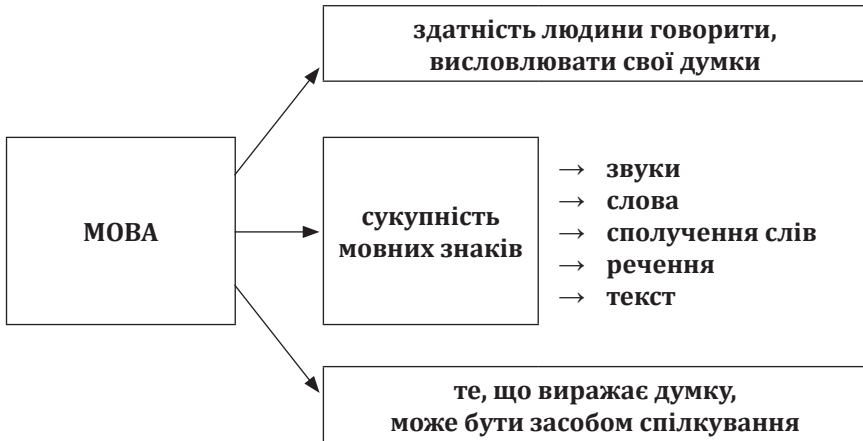 здатність людини говорити,
висловлювати свої думки
МОВА
сукупність
мовних знаків
→ звуки
→ слова
→ сполучення слів
→ речення
→ текст
те, що виражає думку,
може бути засобом спілкування